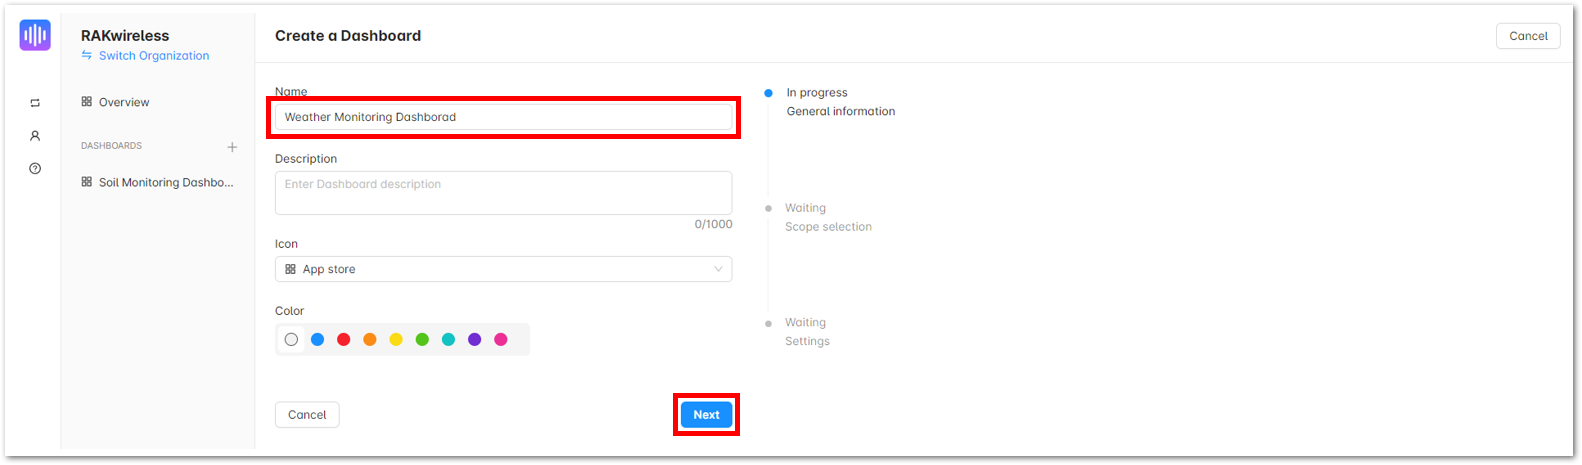 RAKwireless
Switch Organization
Overview
DASHBOARDS
Soil Monitoring Dashbo...
Create a Dashboard
Cancel
Name
Weather Monitoring Dashborad
Description
Enter Dashboard description
0/1000
Icon
App store
Color
Cancel
Next
In progress
General information
Waiting
Scope selection
Waiting
Settings